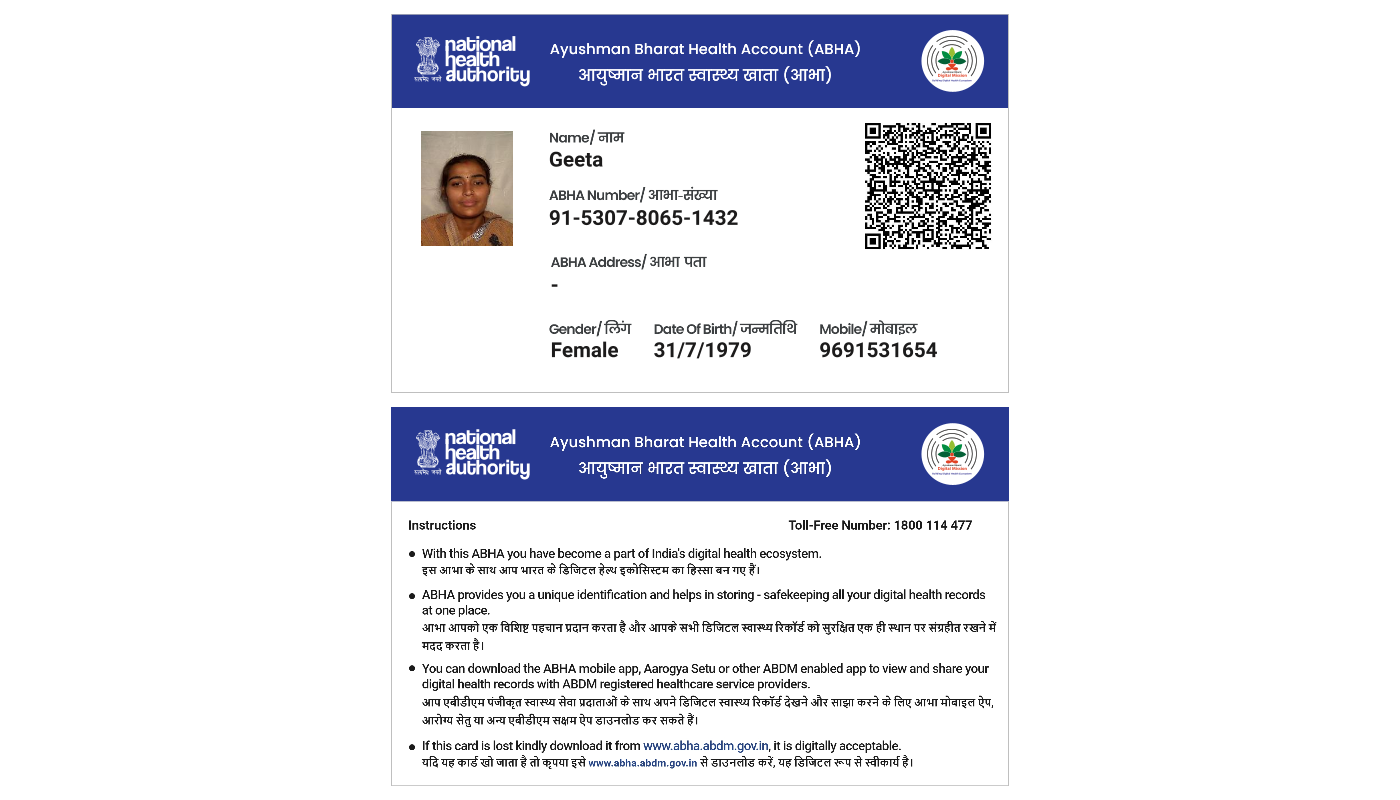 national
health
authority
सत्यमेव जयते
Ayushman Bharat Health Account (ABHA)
आयुष्मान भारत स्वास्थ्य खाता (आभा)
Digital Mission
Name/ नाम
Geeta
ABHA Number/ आभा-संख्या
91-5307-8065-1432
ABHA Address/ आभा पता
-
Gender/ लिंग Date Of Birth/ जन्मतिथि Mobile/ मोबाइल
Female 31/7/1979 9691531654
national
health
authority
सत्यमेव जयते
Ayushman Bharat Health Account (ABHA)
आयुष्मान भारत स्वास्थ्य खाता (आभा)
Digital Mission
Instructions Toll-Free Number: 1800 114 477
With this ABHA you have become a part of India's digital health ecosystem.
इस आभा के साथ आप भारत के डिजिटल हेल्थ इकोसिस्टम का हिस्सा बन गए हैं।
ABHA provides you a unique identification and helps in storing - safekeeping all your digital health records
at one place.
आभा आपको एक विशिष्ट पहचान प्रदान करता है और आपके सभी डिजिटल स्वास्थ्य रिकॉर्ड को सुरक्षित एक ही स्थान पर संग्रहीत रखने में
मदद करता है।
You can download the ABHA mobile app, Aarogya Setu or other ABDM enabled app to view and share your
digital health records with ABDM registered healthcare service providers.
आप एबीडीएम पंजीकृत स्वास्थ्य सेवा प्रदाताओं के साथ अपने डिजिटल स्वास्थ्य रिकॉर्ड देखने और साझा करने के लिए आभा मोबाइल ऐप,
आरोग्य सेतु या अन्य एबीडीएम सक्षम ऐप डाउनलोड कर सकते हैं।
If this card is lost kindly download it from www.abha.abdm.gov.in, it is digitally acceptable.
यदि यह कार्ड खो जाता है तो कृपया इसे www.abha.abdm.gov.in से डाउनलोड करें, यह डिजिटल रूप से स्वीकार्य है।